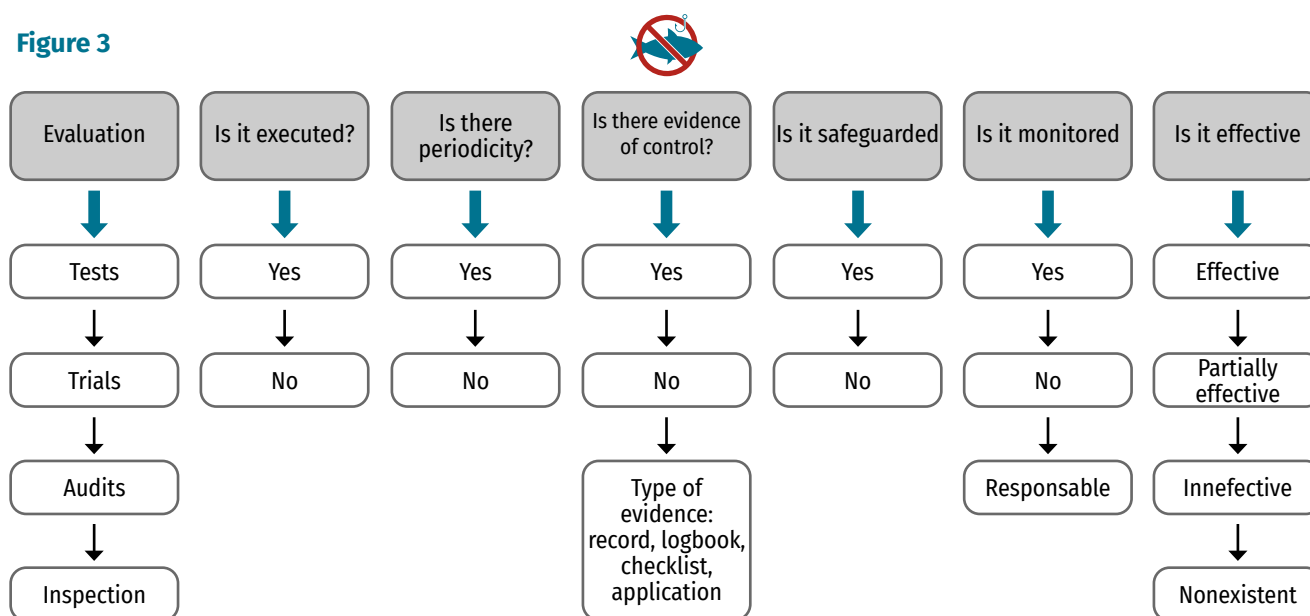 Figure 3
Evaluation
Is it executed?
Is there
periodicity?
Is there evidence
of control?
Is it safeguarded
Is it monitored
Is it effective
Tests
Yes
Yes
Yes
Yes
Yes
Effective
Trials
No
No
No
No
No
Partially
effective
Audits
Type of
evidence:
record, logbook,
checklist,
application
Responsable
Innefective
Inspection
Nonexistent